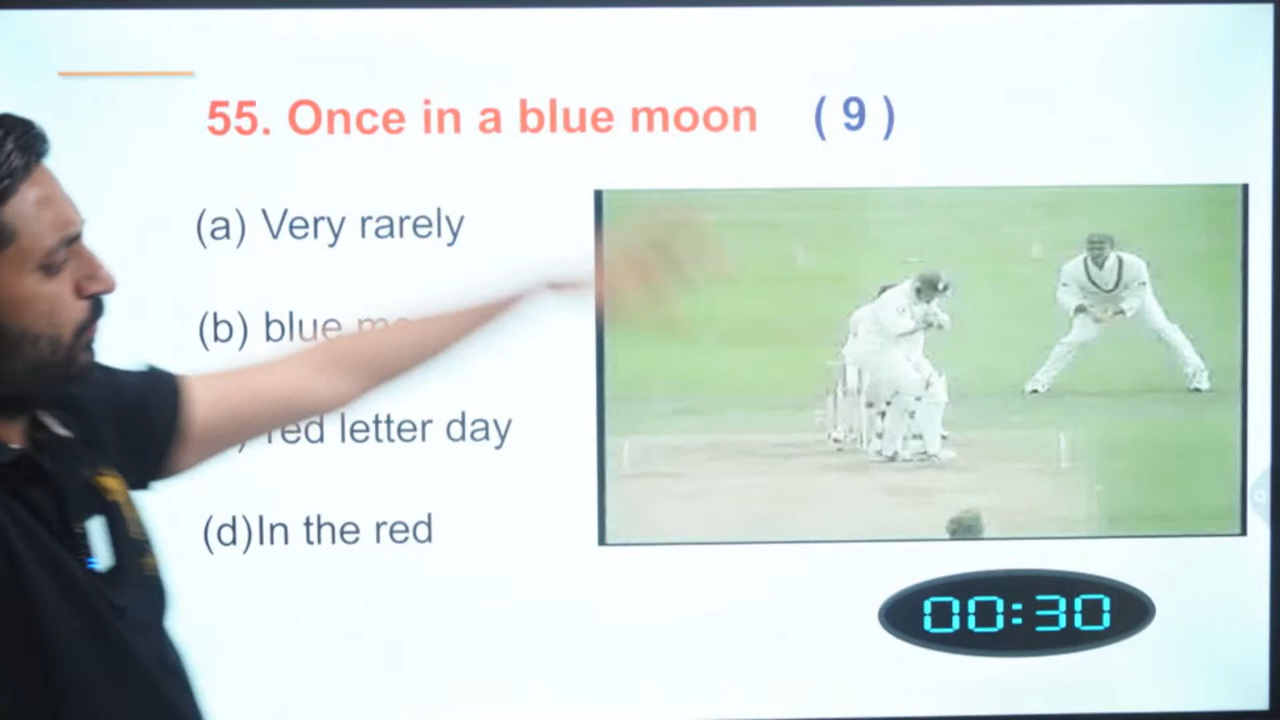 55. Once in a blue moon ( 9 )
(a) Very rarely
(b) blue
red letter day
(d)In the red
00:30